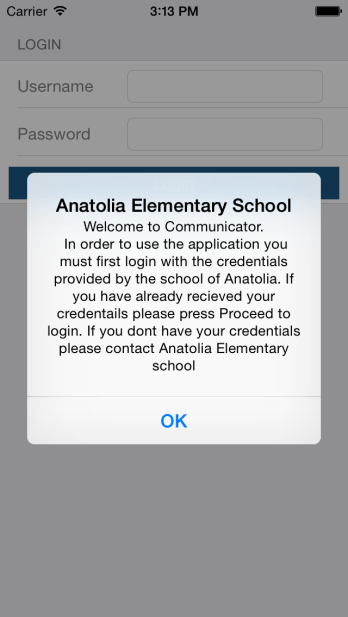 Carrier 3:13 PM
LOGIN
Username
Password
Anatolia Elementary School
Welcome to Communicator.
In order to use the application you
must first login with the credentials
provided by the school of Anatolia. If
you have already recieved your
credentails please press Proceed to
login. If you dont have your credentials
please contact Anatolia Elementary
school
OK